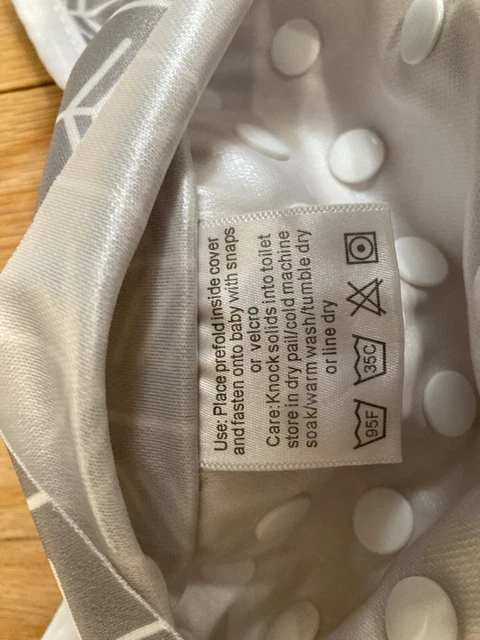 Use: Place prefold inside cover
and fasten onto baby with snaps
or velcro
Care: Knock solids into toilet
store in dry pail/cold machine
soak/warm wash/tumble dry
or line dry
95F 35C